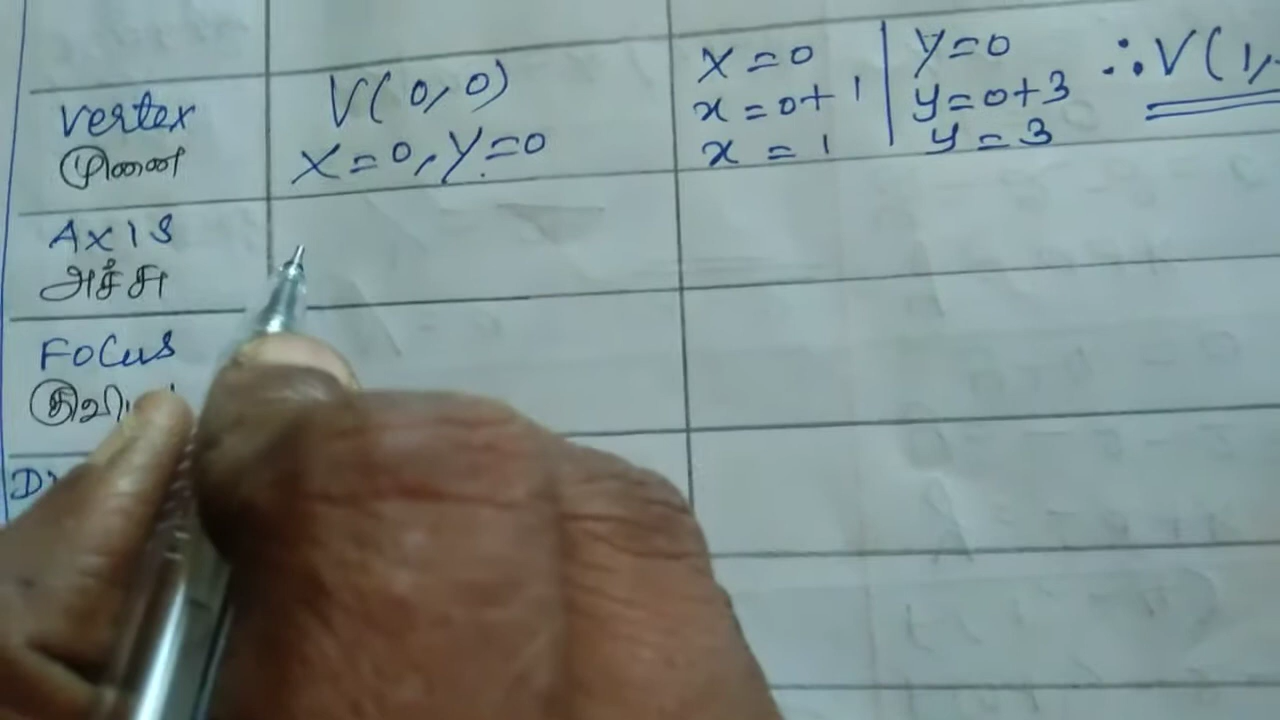 Vertex
முனை
V(0,0)
X=0, Y=0
X=0
x=0+1
x=1
Y=0
y=0+3
y=3
∴V(1,
Axis
அச்சு
Focus